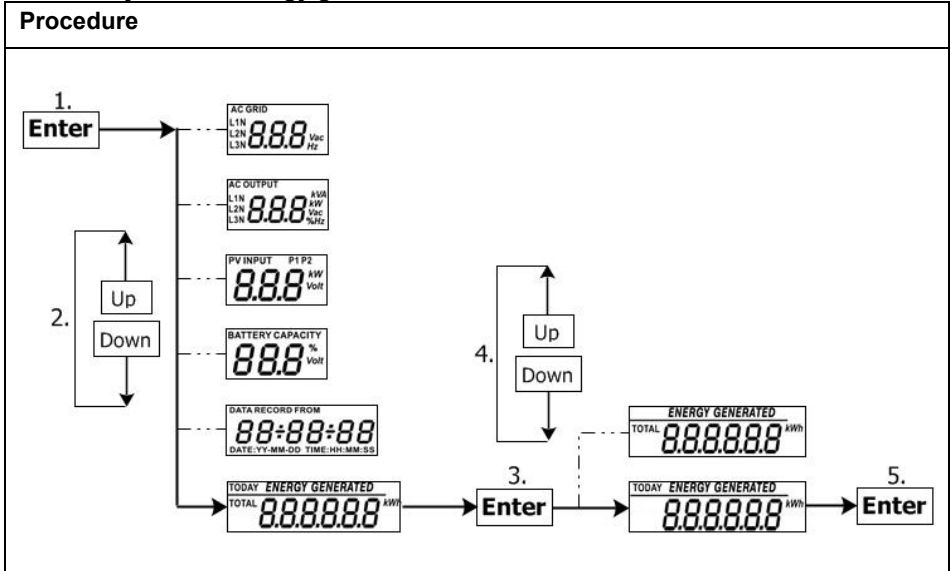 Procedure
1.
Enter
AC GRID
L1N
L2N
L3N
8.8.8
Vac
Hz
AC OUTPUT
L1N
L2N
L3N
8.8.8
kVA
kW
Vac
%Hz
PV INPUT P1 P2
8.8.8
kW
Volt
2.
Up
Down
BATTERY CAPACITY
88.8
%
Volt
DATA RECORD FROM
88:88:88
DATE:YY-MM-DD TIME:HH:MM:SS
TODAY ENERGY GENERATED
TOTAL 8.8.8.8.8.8 kWh
3.
Enter
4.
Up
Down
ENERGY GENERATED
TOTAL 8.8.8.8.8.8 kWh
TODAY ENERGY GENERATED
8.8.8.8.8.8 kWh
5.
Enter